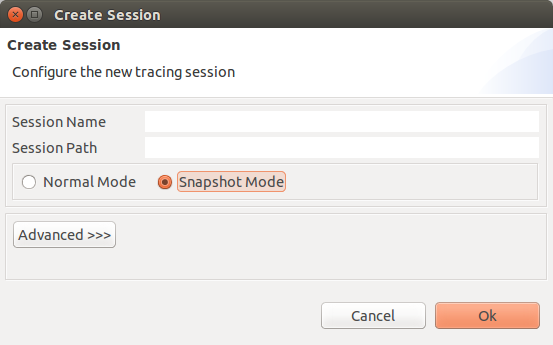 Create Session
Create Session
Configure the new tracing session
Session Name
Session Path
Normal Mode Snapshot Mode
Advanced >>>
Cancel Ok